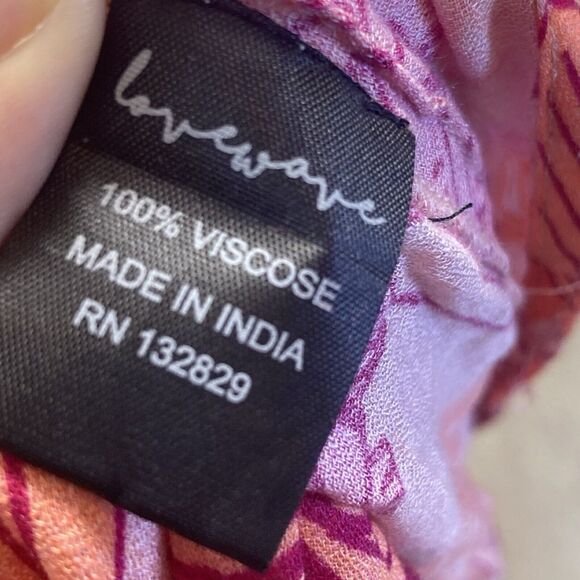 lovewave
100% VISCOSE
MADE IN INDIA
RN 132829